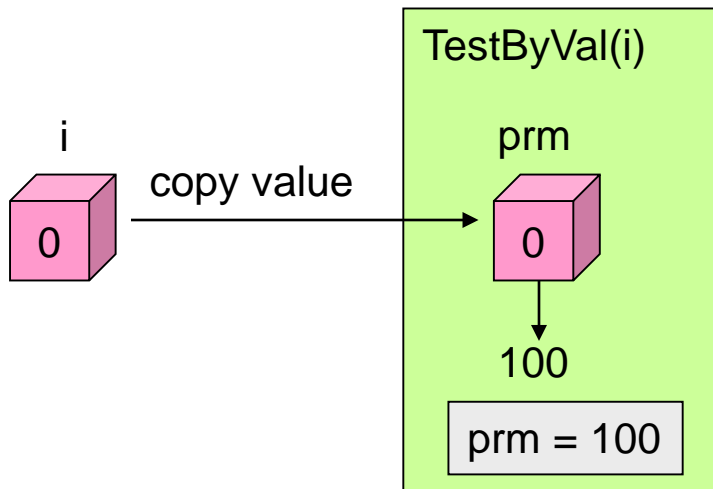 TestByVal(i)
i
prm
copy value
0
0
100
prm = 100